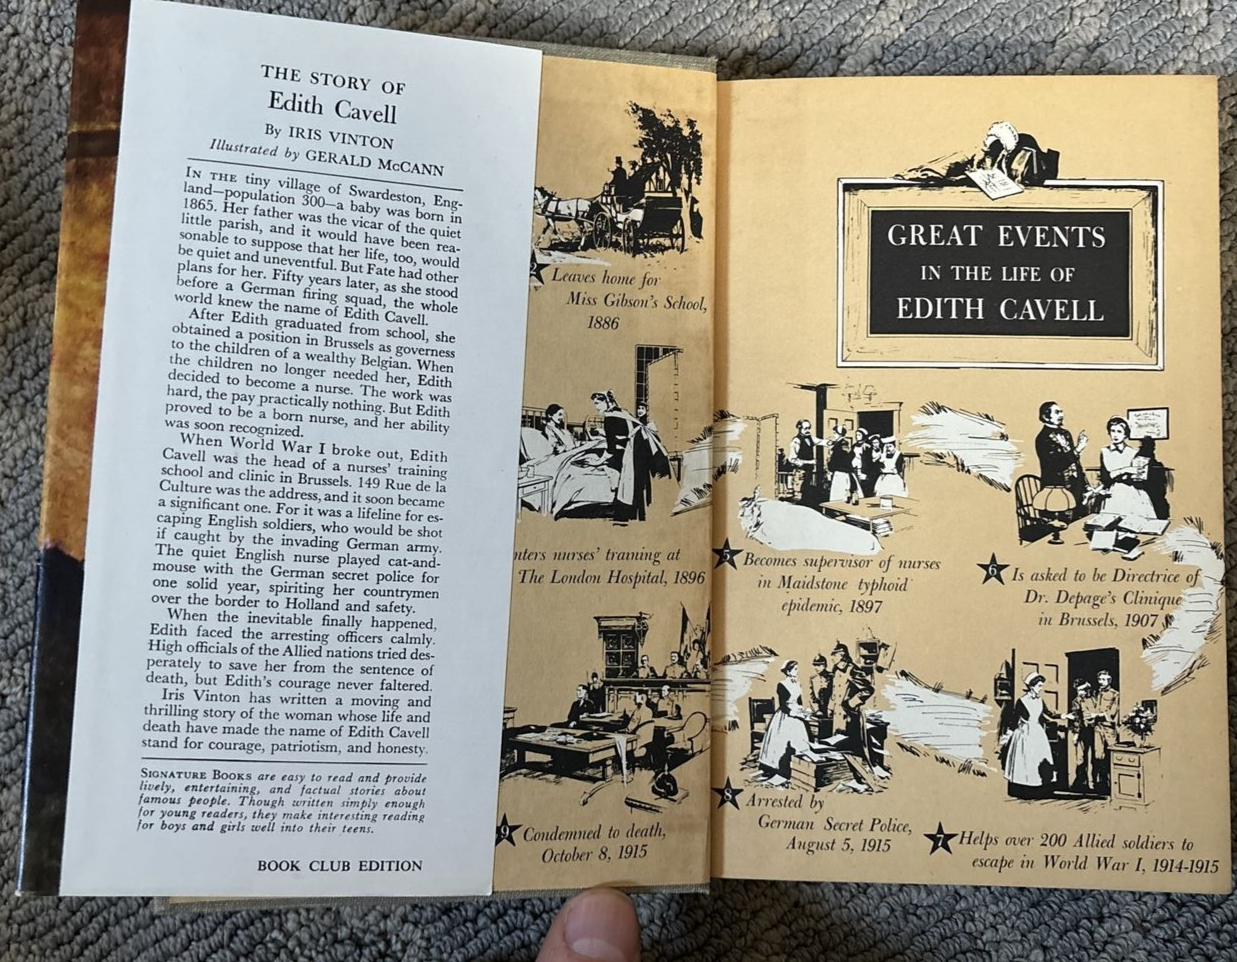 THE STORY OF
Edith Cavell
By IRIS VINTON
Illustrated by GERALD McCANN
IN THE tiny village of Swardeston, Eng-
land—population 300—a baby was born in
1865. Her father was the vicar of the quiet
little parish, and it would have been rea-
sonable to suppose that her life, too, would
be quiet and uneventful. But Fate had other
plans for her. Fifty years later, as she stood
before a German firing squad, the whole
world knew the name of Edith Cavell.
After Edith graduated from school, she
obtained a position in Brussels as governess
to the children of a wealthy Belgian. When
the children no longer needed her, Edith
decided to become a nurse. The work was
hard, the pay practically nothing. But Edith
proved to be a born nurse, and her ability
was soon recognized.
When World War I broke out, Edith
Cavell was the head of a nurses' training
school and clinic in Brussels. 149 Rue de la
Culture was the address, and it soon became
a significant one. For it was a lifeline for es-
caping English soldiers, who would be shot
if caught by the invading German army.
The quiet English nurse played cat-and-
mouse with the German secret police for
one solid year, spiriting her countrymen
over the border to Holland and safety.
When the inevitable finally happened,
Edith faced the arresting officers calmly.
High officials of the Allied nations tried des-
perately to save her from the sentence of
death, but Edith's courage never faltered.
Iris Vinton has written a moving and
thrilling story of the woman whose life and
death have made the name of Edith Cavell
stand for courage, patriotism, and honesty.
SIGNATURE BOOKS are easy to read and provide
lively, entertaining, and factual stories about
famous people. Though written simply enough
for young readers, they make interesting reading
for boys and girls well into their teens.
BOOK CLUB EDITION
2 Leaves home for
Miss Gibson's School,
1886
nters nurses' training at
The London Hospital, 1896
9 Condemned to death,
October 8, 1915
GREAT EVENTS
IN THE LIFE OF
EDITH CAVELL
5 Becomes supervisor of nurses
in Maidstone typhoid
epidemic, 1897
6 Is asked to be Directrice of
Dr. Depage's Clinique
in Brussels, 1907
8 Arrested by
German Secret Police,
August 5, 1915
7 Helps over 200 Allied soldiers to
escape in World War I, 1914-1915